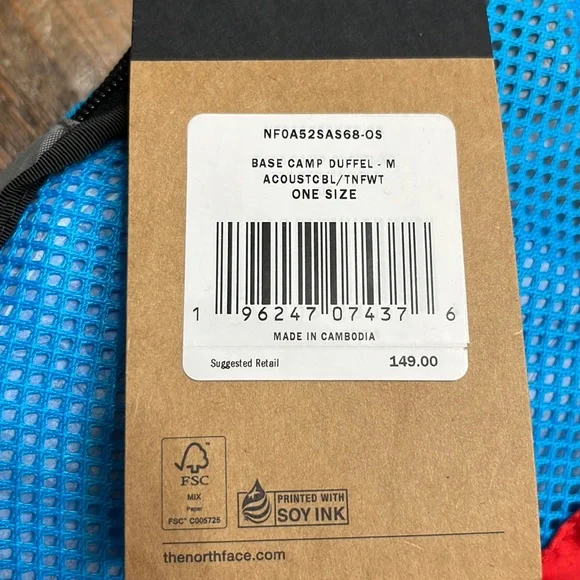 NF0A52SAS68-OS
BASE CAMP DUFFEL - M
ACOUSTCBL/TNFWT
ONE SIZE
1 96247 07437 6
MADE IN CAMBODIA
Suggested Retail 149.00
FSC
MIX
Paper
FSC® C005725
PRINTED WITH
SOY INK
thenorthface.com